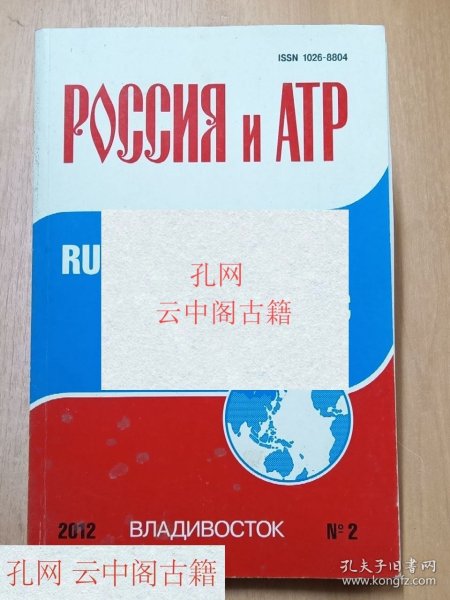 ISSN 1026-8804
РОССИЯ и АТР
RU
孔网
云中阁古籍
2012 ВЛАДИВОСТОК № 2
孔网 云中阁古籍
孔夫子旧书网
www.kongfz.com